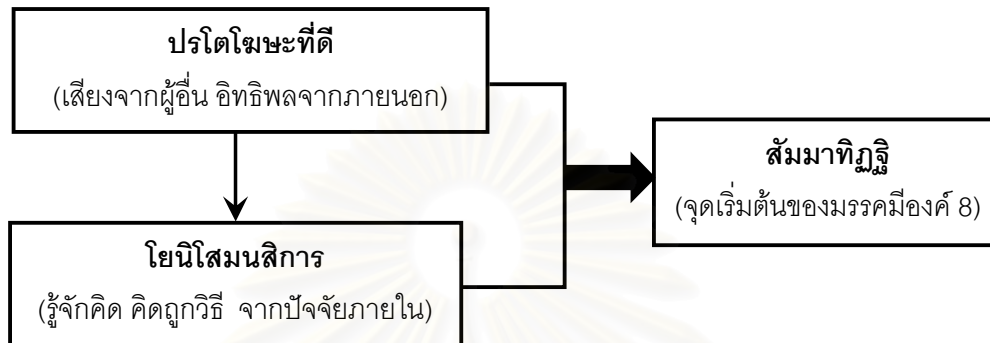 ปรโตโฆษะที่ดี
(เสียงจากผู้อื่น อิทธิพลจากภายนอก)
สัมมาทิฏฐิ
(จุดเริ่มต้นของมรรคมีองค์ 8)
โยนิโสมนสิการ
(รู้จักคิด คิดถูกวิธี จากปัจจัยภายใน)